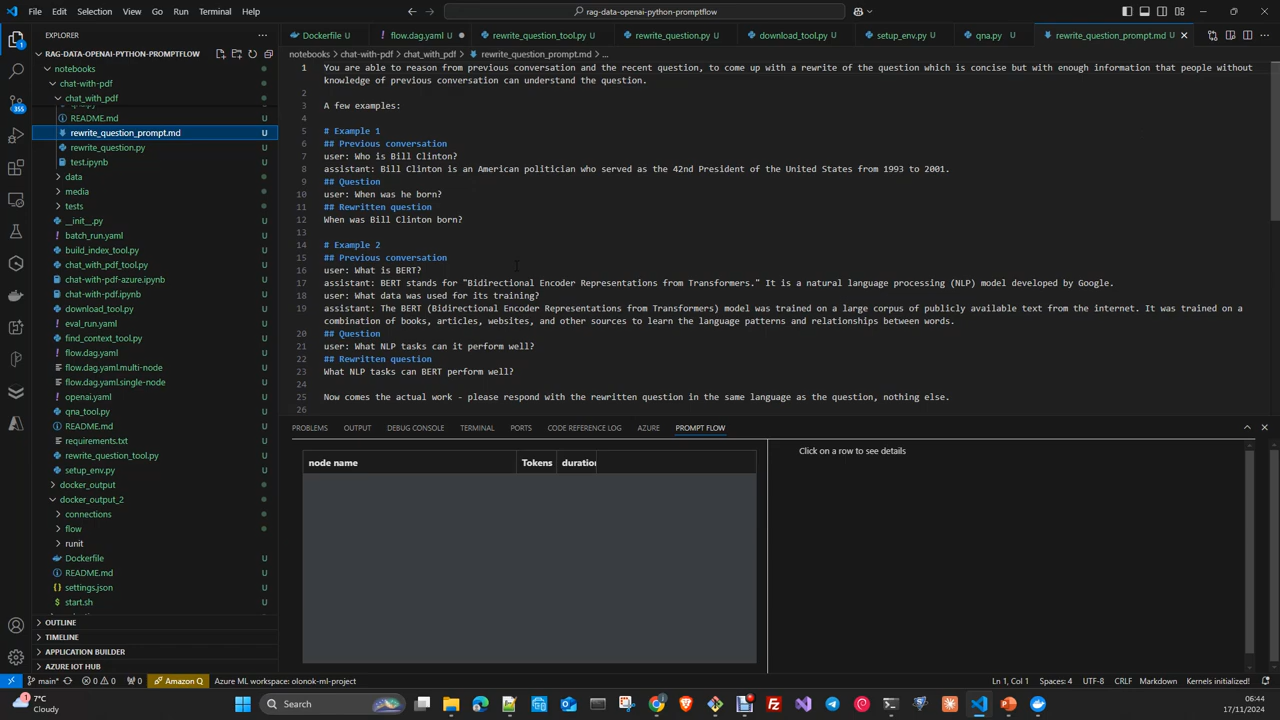 File Edit Selection View Go Run Terminal Help
rag-data-openai-python-promptflow
EXPLORER
Dockerfile U
flow.dag.yaml U
rewrite_question_tool.py U
rewrite_question.py U
download_tool.py U
setup_env.py U
qna.py U
rewrite_question_prompt.md U
RAG-DATA-OPENAI-PYTHON-PROMPTFLOW
notebooks > chat-with-pdf > chat_with_pdf > rewrite_question_prompt.md > ...
notebooks
chat-with-pdf
chat_with_pdf
README.md U
rewrite_question_prompt.md U
rewrite_question.py U
test.ipynb U
data
media
tests
__init__.py U
batch_run.yaml U
build_index_tool.py U
chat_with_pdf_tool.py U
chat-with-pdf-azure.ipynb U
chat-with-pdf.ipynb U
download_tool.py U
eval_run.yaml U
find_context_tool.py U
flow.dag.yaml U
flow.dag.yaml.multi-node U
flow.dag.yaml.single-node U
openai.yaml U
qna_tool.py U
README.md U
requirements.txt U
rewrite_question_tool.py U
setup_env.py U
docker_output
docker_output_2
connections
flow
runit
Dockerfile U
README.md U
settings.json U
start.sh U
OUTLINE
TIMELINE
APPLICATION BUILDER
AZURE IOT HUB
1 You are able to reason from previous conversation and the recent question, to come up with a rewrite of the question which is concise but with enough information that people without
knowledge of previous conversation can understand the question.
2
3 A few examples:
4
5 # Example 1
6 ## Previous conversation
7 user: Who is Bill Clinton?
8 assistant: Bill Clinton is an American politician who served as the 42nd President of the United States from 1993 to 2001.
9 ## Question
10 user: When was he born?
11 ## Rewritten question
12 When was Bill Clinton born?
13
14 # Example 2
15 ## Previous conversation
16 user: What is BERT?
17 assistant: BERT stands for "Bidirectional Encoder Representations from Transformers." It is a natural language processing (NLP) model developed by Google.
18 user: What data was used for its training?
19 assistant: The BERT (Bidirectional Encoder Representations from Transformers) model was trained on a large corpus of publicly available text from the internet. It was trained on a
combination of books, articles, websites, and other sources to learn the language patterns and relationships between words.
20 ## Question
21 user: What NLP tasks can it perform well?
22 ## Rewritten question
23 What NLP tasks can BERT perform well?
24
25 Now comes the actual work - please respond with the rewritten question in the same language as the question, nothing else.
26
PROBLEMS OUTPUT DEBUG CONSOLE TERMINAL PORTS CODE REFERENCE LOG AZURE PROMPT FLOW
node name Tokens duration
Click on a row to see details
1
355
main* 0 0 0 Amazon Q Azure ML workspace: olonok-ml-project
Ln 1, Col 1 Spaces: 4 UTF-8 CRLF Markdown Kernels initialized!
1
7°C
Cloudy
Search
06:44
17/11/2024